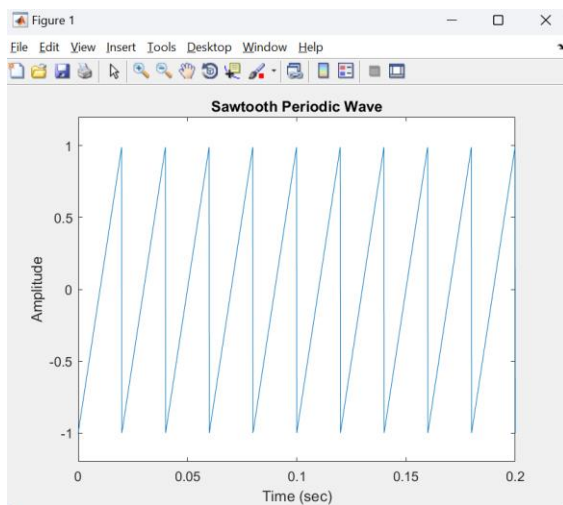 Figure 1
File Edit View Insert Tools Desktop Window Help
Sawtooth Periodic Wave
1
0.5
0
-0.5
-1
Amplitude
0 0.05 0.1 0.15 0.2
Time (sec)